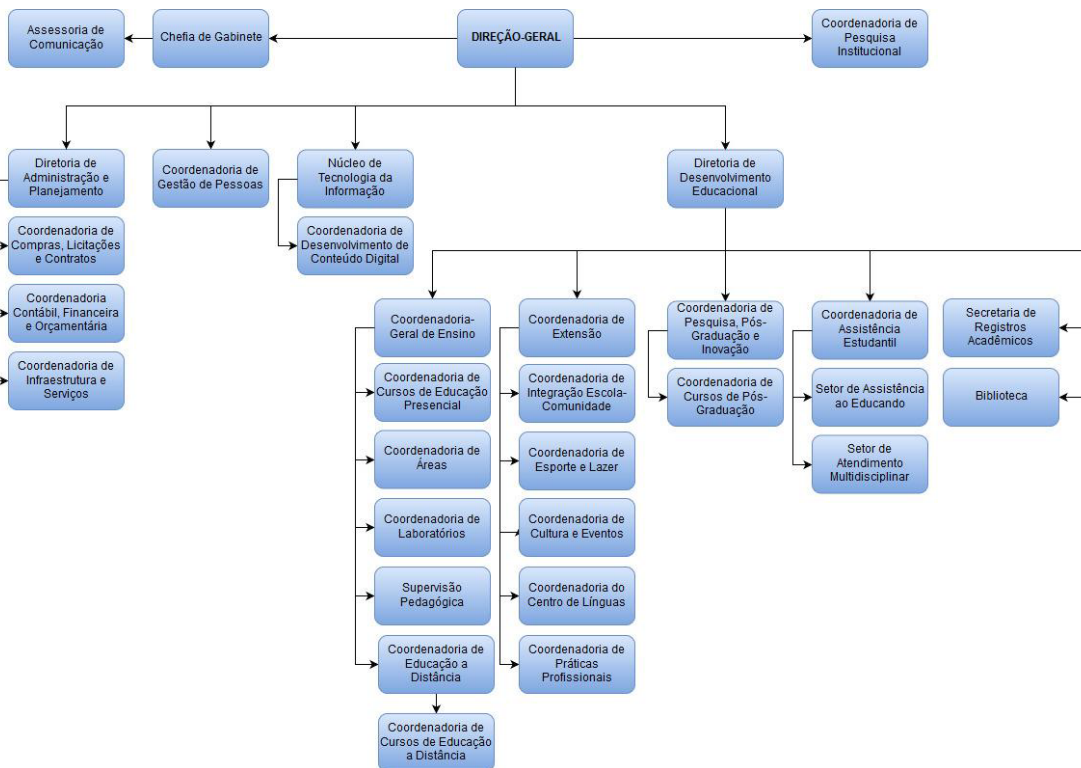 Assessoria de
Comunicação
Chefia de Gabinete
DIREÇÃO-GERAL
Coordenadoria de
Pesquisa
Institucional
Diretoria de
Administração e
Planejamento
Coordenadoria de
Gestão de Pessoas
Núcleo de
Tecnologia da
Informação
Diretoria de
Desenvolvimento
Educacional
Coordenadoria de
Compras, Licitações
e Contratos
Coordenadoria de
Desenvolvimento de
Conteúdo Digital
Coordenadoria
Contábil, Financeira
e Orçamentária
Coordenadoria de
Infraestrutura e
Serviços
Coordenadoria-
Geral de Ensino
Coordenadoria de
Extensão
Coordenadoria de
Pesquisa, Pós-
Graduação e
Inovação
Coordenadoria de
Assistência
Estudantil
Secretaria de
Registros
Acadêmicos
Coordenadoria de
Cursos de Educação
Presencial
Coordenadoria de
Integração Escola-
Comunidade
Coordenadoria de
Cursos de Pós-
Graduação
Setor de Assistência
ao Educando
Biblioteca
Coordenadoria de
Áreas
Coordenadoria de
Esporte e Lazer
Setor de
Atendimento
Multidisciplinar
Coordenadoria de
Laboratórios
Coordenadoria de
Cultura e Eventos
Supervisão
Pedagógica
Coordenadoria do
Centro de Línguas
Coordenadoria de
Educação a
Distância
Coordenadoria de
Práticas
Profissionais
Coordenadoria de
Cursos de Educação
a Distância